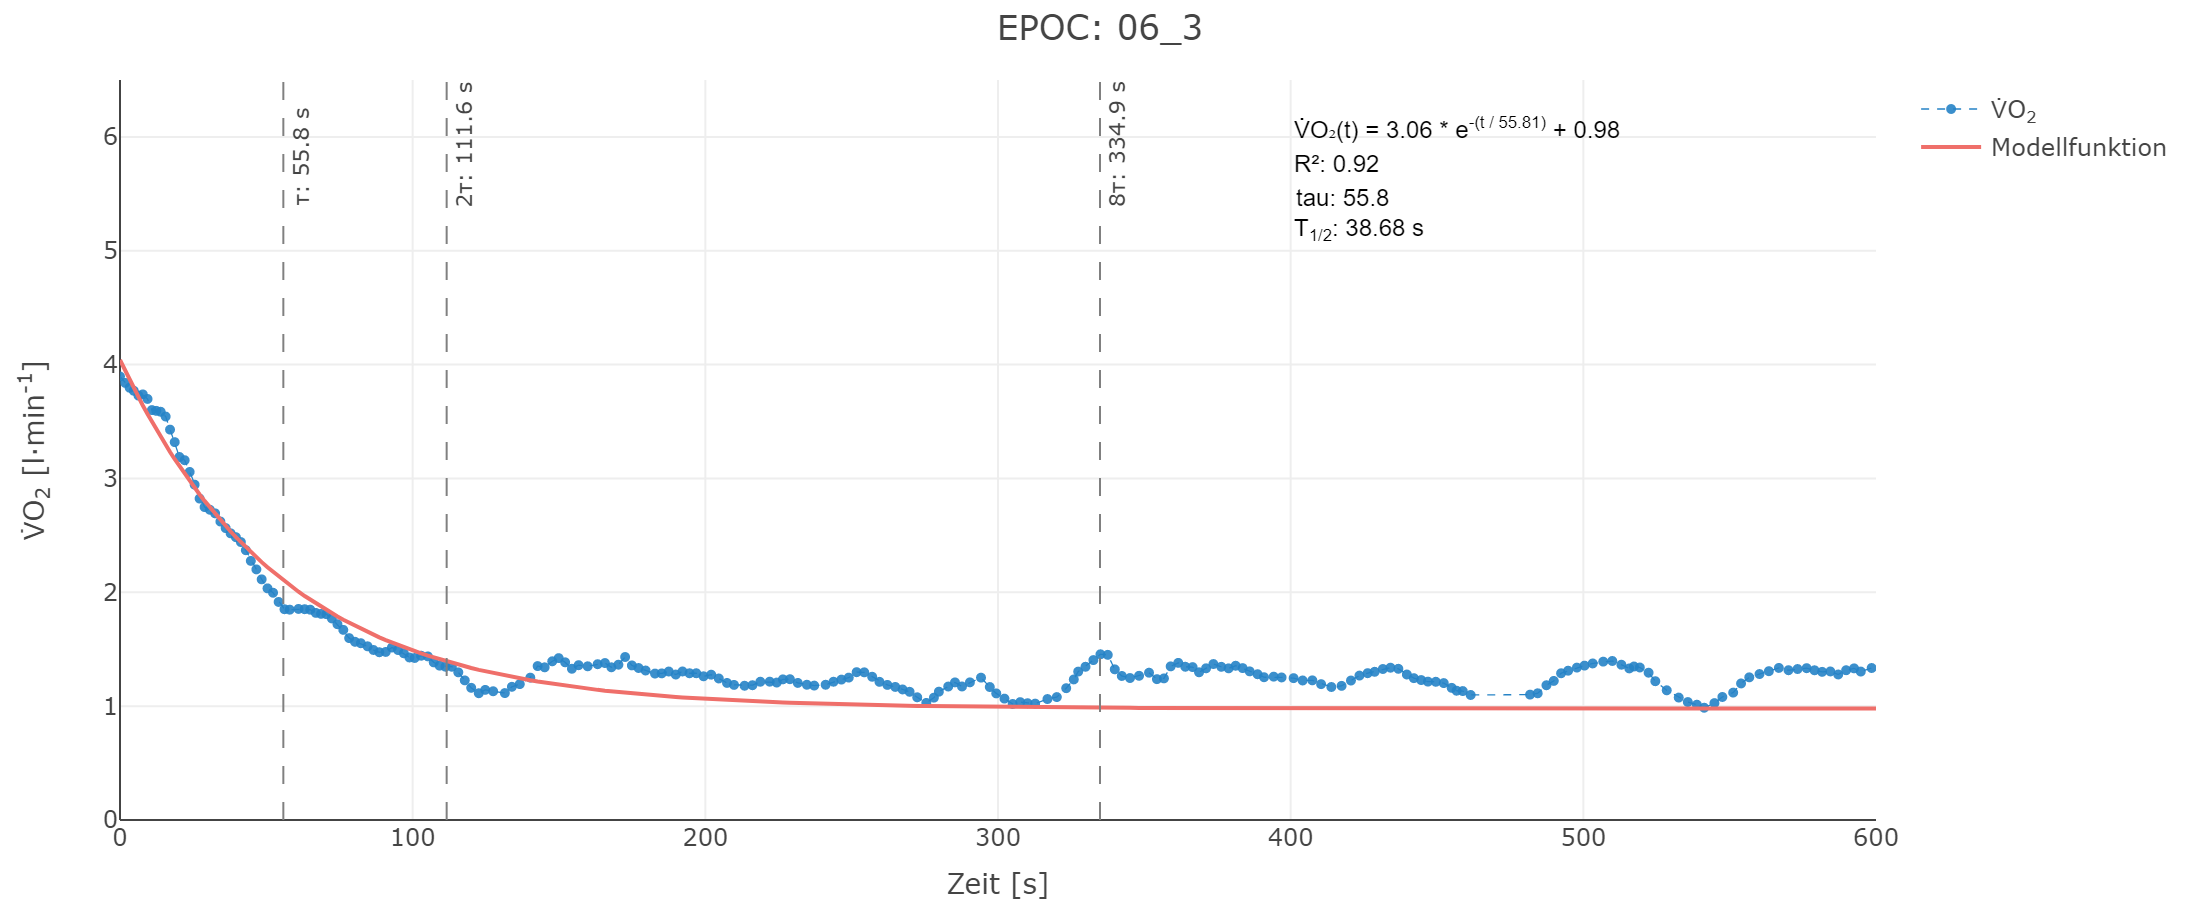 EPOC: 06_3
τ: 55.8 s
2τ: 111.6 s
8τ: 334.9 s
V̇O₂(t) = 3.06 * e^-(t / 55.81) + 0.98
R²: 0.92
tau: 55.8
T1/2: 38.68 s
V̇O₂
Modellfunktion
V̇O₂ [l·min⁻¹]
6
5
4
3
2
1
0
0 100 200 300 400 500 600
Zeit [s]